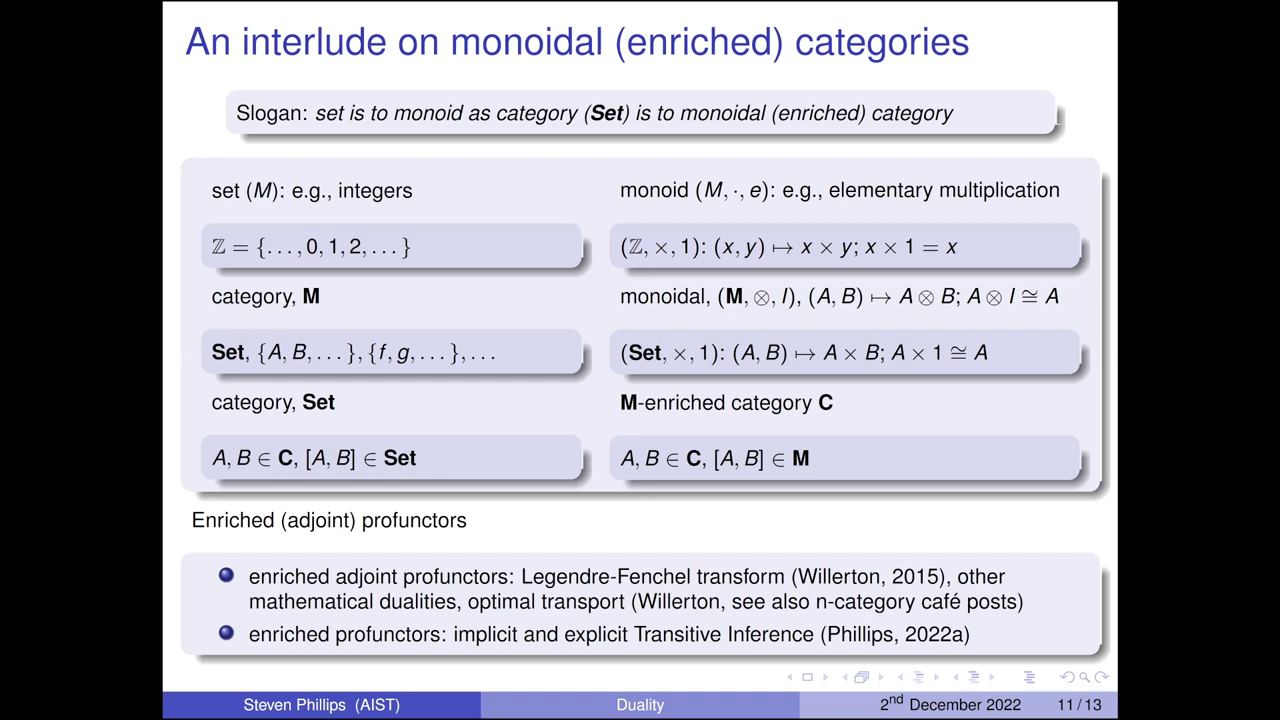 An interlude on monoidal (enriched) categories
Slogan: set is to monoid as category (Set) is to monoidal (enriched) category
set (M): e.g., integers
monoid (M, ·, e): e.g., elementary multiplication
ℤ = {. . . , 0, 1, 2, . . . }
(ℤ, ×, 1): (x, y) ↦ x × y; x × 1 = x
category, M
monoidal, (M, ⊗, I), (A, B) ↦ A ⊗ B; A ⊗ I ≅ A
Set, {A, B, . . . }, {f, g, . . . }, . . .
(Set, ×, 1): (A, B) ↦ A × B; A × 1 ≅ A
category, Set
M-enriched category C
A, B ∈ C, [A, B] ∈ Set
A, B ∈ C, [A, B] ∈ M
Enriched (adjoint) profunctors
enriched adjoint profunctors: Legendre-Fenchel transform (Willerton, 2015), other
mathematical dualities, optimal transport (Willerton, see also n-category café posts)
enriched profunctors: implicit and explicit Transitive Inference (Phillips, 2022a)
Steven Phillips (AIST)
Duality
2nd December 2022
11 / 13